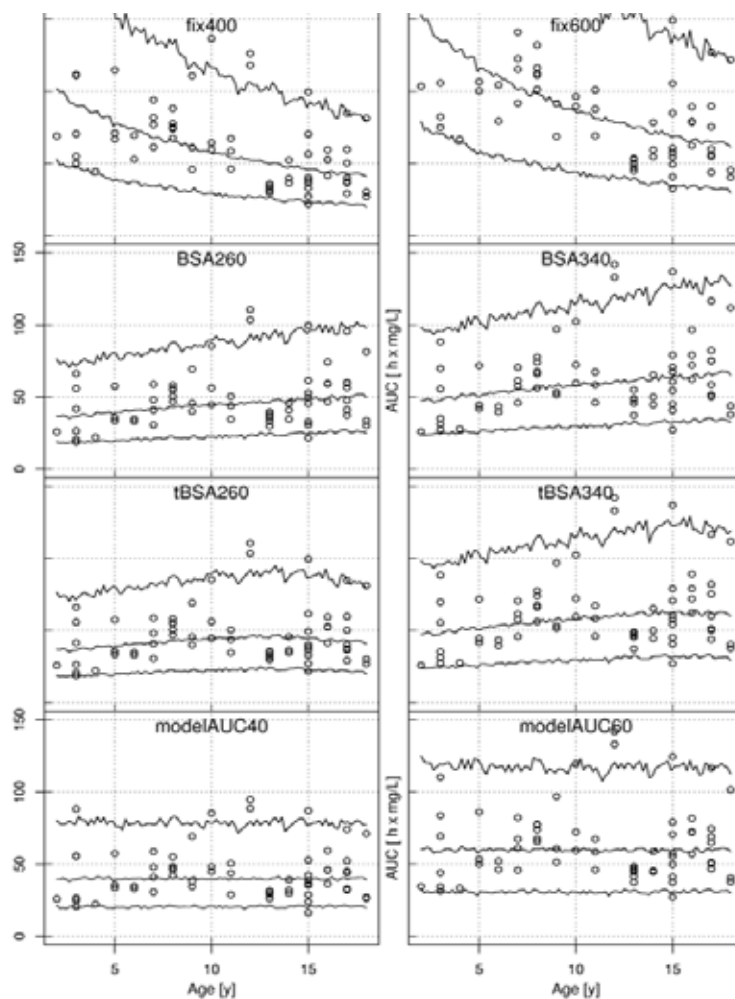 fix400 fix600
BSA260 BSA340
150
100
50
0
AUC [ h x mg/L]
tBSA260 tBSA340
modelAUC40 modelAUC60
150
100
50
0
AUC [ h x mg/L]
5 10 15 5 10 15
Age [y] Age [y]